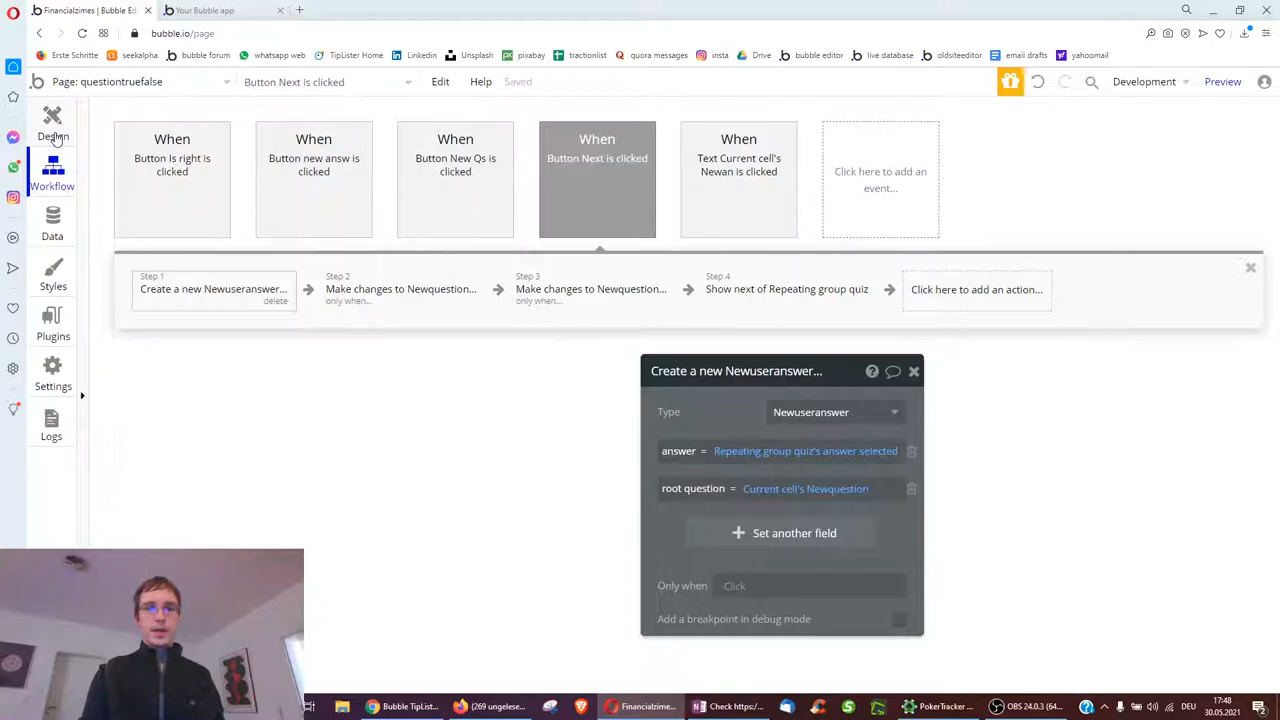 Financialzimes | Bubble Ed
Your Bubble app
bubble.io/page
Erste Schritte
seekalpha
bubble forum
whatsapp web
TipLister Home
Linkedin
Unsplash
pixabay
tractionlist
quora messages
insta
Drive
bubble editor
live database
oldsiteeditor
email drafts
yahoomail
Page: questiontruefalse
Button Next is clicked
Edit
Help
Saved
Development
Preview
Design
Workflow
Data
Styles
Plugins
Settings
Logs
When
Button Is right is
clicked
When
Button new answ is
clicked
When
Button New Qs is
clicked
When
Button Next is clicked
When
Text Current cell's
Newan is clicked
Click here to add an
event...
Step 1
Create a new Newuseranswer...
delete
Step 2
Make changes to Newquestion...
only when...
Step 3
Make changes to Newquestion...
only when...
Step 4
Show next of Repeating group quiz
Click here to add an action...
Create a new Newuseranswer...
Type
Newuseranswer
answer = Repeating group quiz's answer selected
root question = Current cell's Newquestion
Set another field
Only when
Click
Add a breakpoint in debug mode
Bubble TipList...
(269 ungelese...
Financialzime...
Check https:/...
PokerTracker ...
OBS 24.0.3 (64...
DEU
17:48
30.05.2021
2